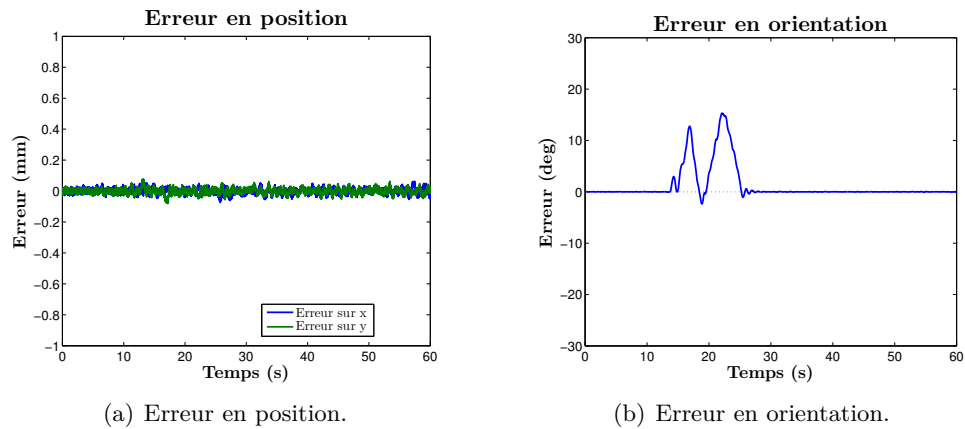 Erreur en position
1
0.8
0.6
0.4
0.2
0
−0.2
−0.4
−0.6
−0.8
−1
Erreur (mm)
0 10 20 30 40 50 60
Temps (s)
Erreur sur x
Erreur sur y
(a) Erreur en position.
Erreur en orientation
30
20
10
0
−10
−20
−30
Erreur (deg)
0 10 20 30 40 50 60
Temps (s)
(b) Erreur en orientation.